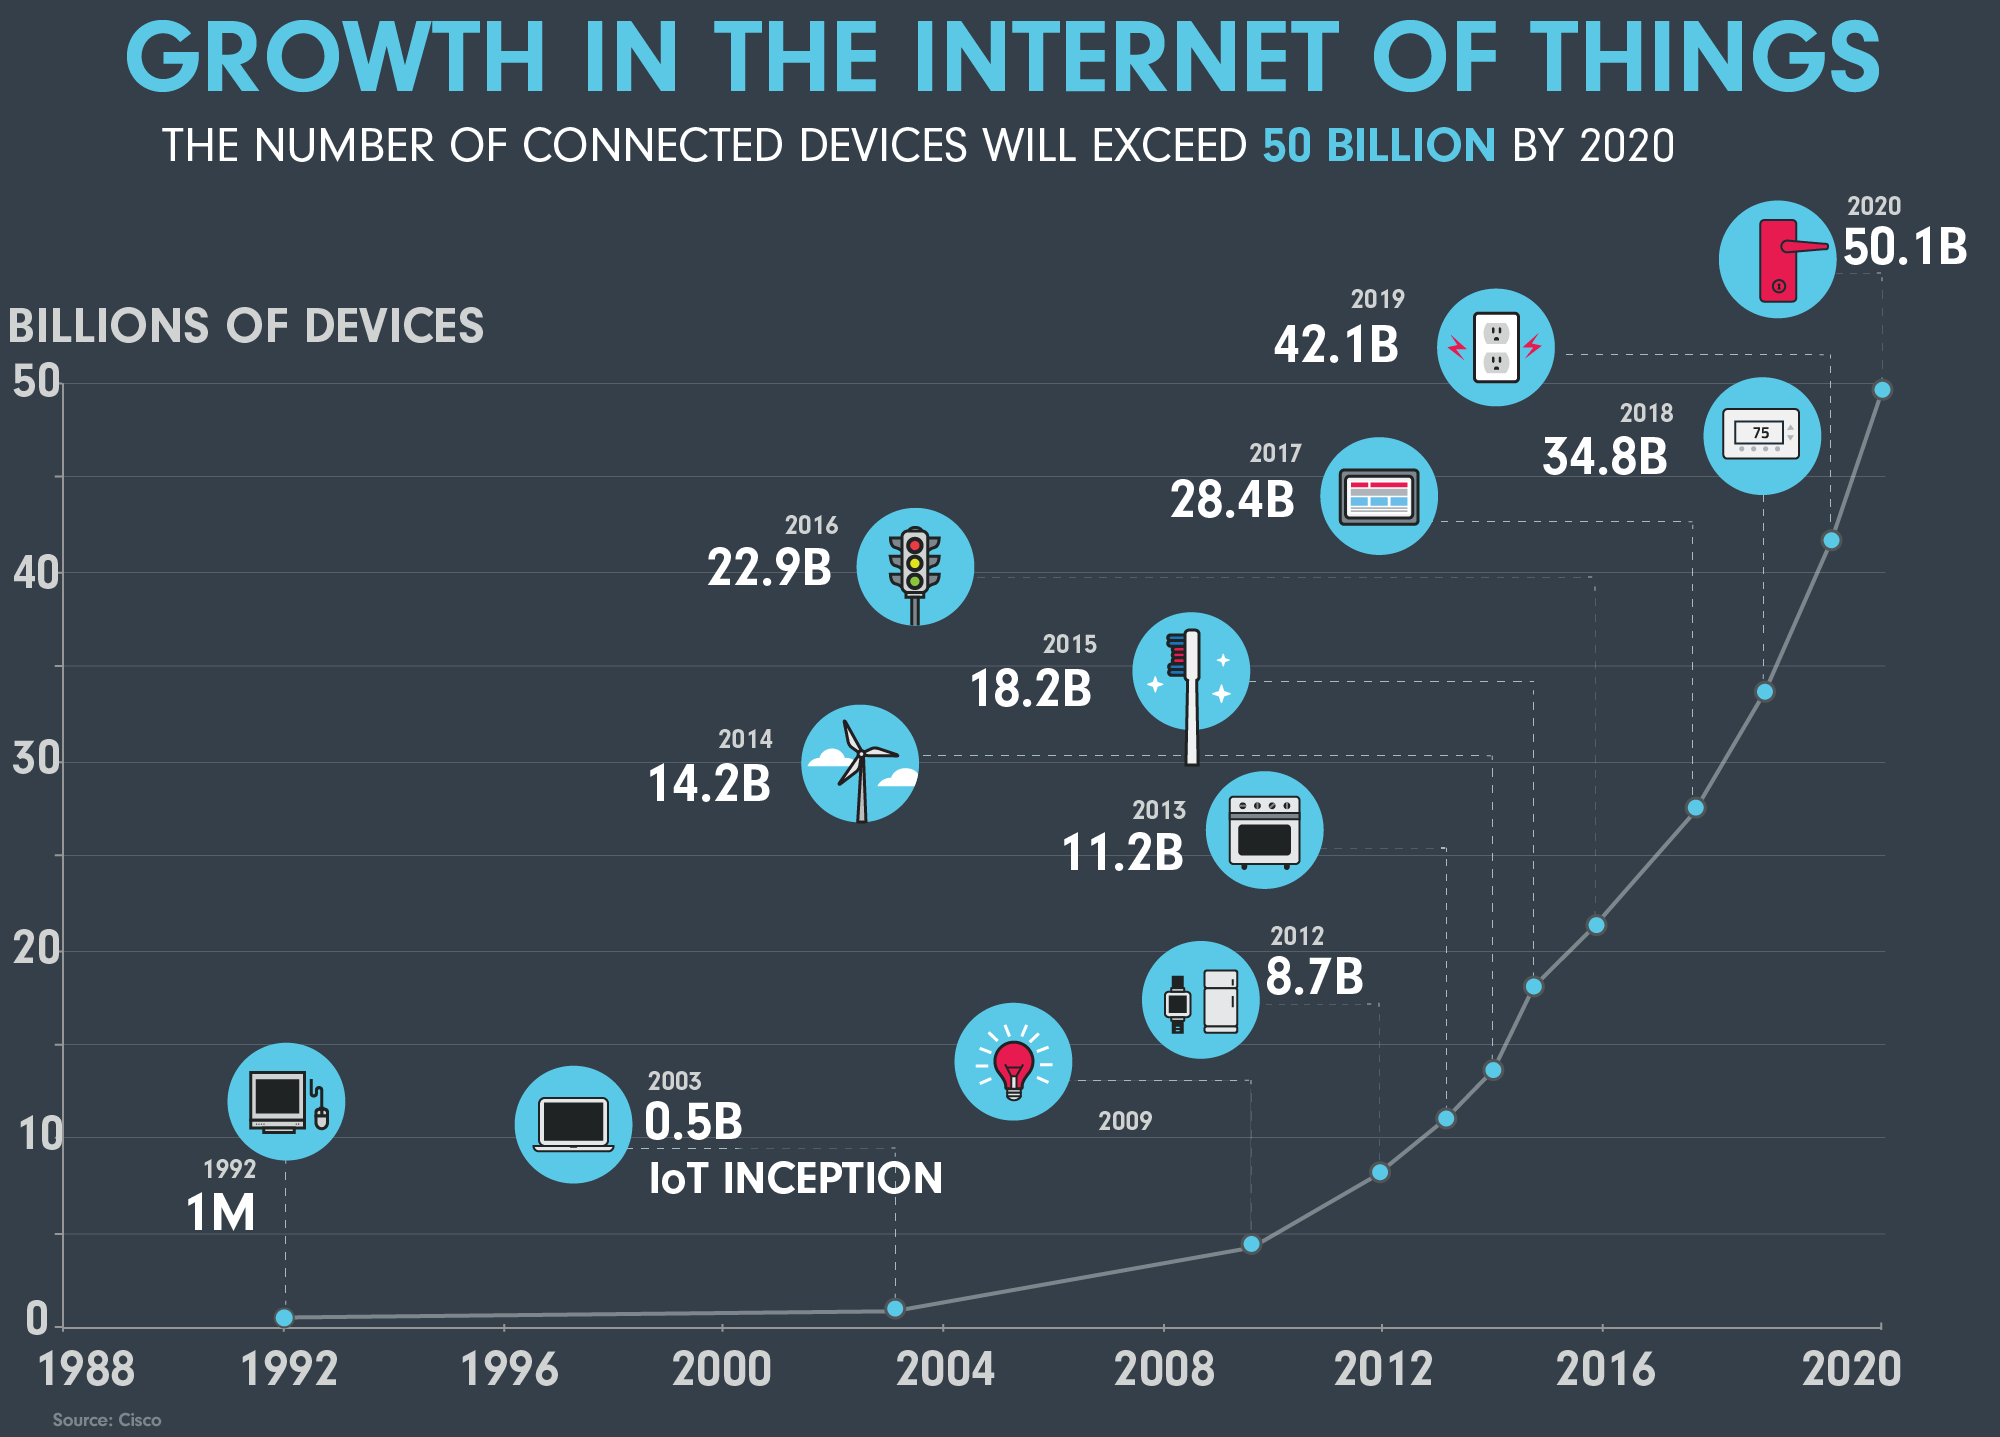 GROWTH IN THE INTERNET OF THINGS
THE NUMBER OF CONNECTED DEVICES WILL EXCEED 50 BILLION BY 2020
2020
50.1B
2019
42.1B
BILLIONS OF DEVICES
50
2018
34.8B
75
2017
28.4B
2016
22.9B
40
2015
18.2B
2014
14.2B
30
2013
11.2B
20
2012
8.7B
2009
2003
0.5B
IoT INCEPTION
10
1992
1M
0
1988 1992 1996 2000 2004 2008 2012 2016 2020
Source: Cisco